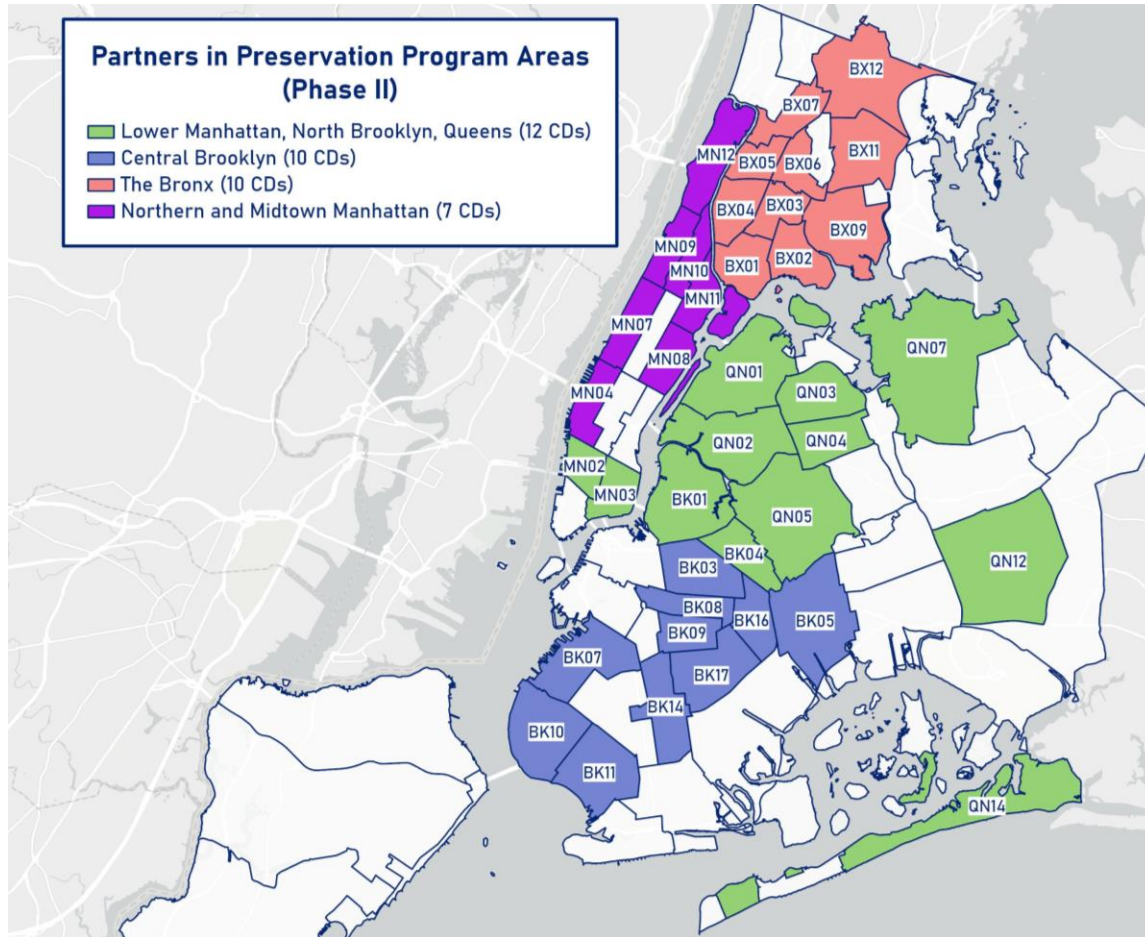 Partners in Preservation Program Areas
(Phase II)
Lower Manhattan, North Brooklyn, Queens (12 CDs)
Central Brooklyn (10 CDs)
The Bronx (10 CDs)
Northern and Midtown Manhattan (7 CDs)
BX12
BX07
MN12
BX05
BX06
BX11
BX04
BX03
BX09
MN09
MN10
BX01
BX02
MN11
MN07
MN08
QN07
QN01
MN04
QN03
QN02
QN04
MN02
MN03
BK01
QN05
BK04
BK03
QN12
BK08
BK16
BK05
BK09
BK07
BK17
BK14
BK10
BK11
QN14